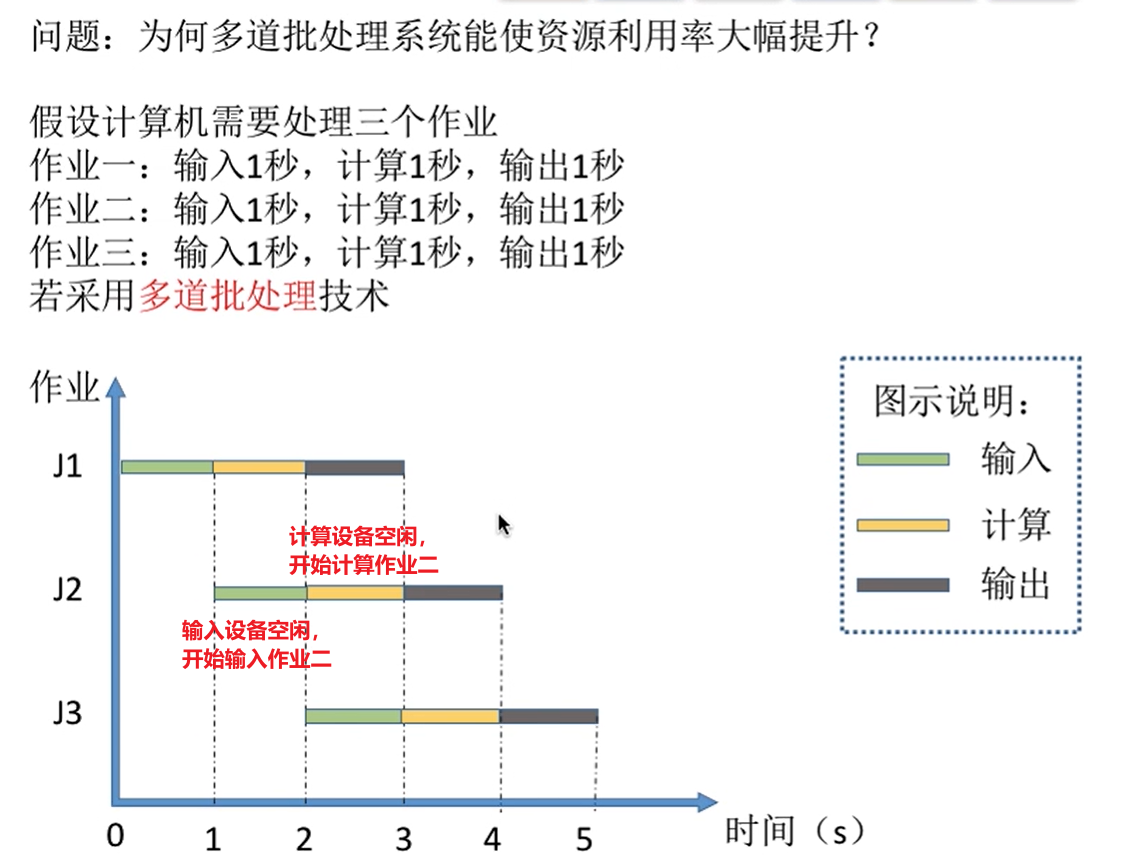 问题：为何多道批处理系统能使资源利用率大幅提升？
假设计算机需要处理三个作业
作业一：输入1秒，计算1秒，输出1秒
作业二：输入1秒，计算1秒，输出1秒
作业三：输入1秒，计算1秒，输出1秒
若采用多道批处理技术
作业
图示说明：
输入
计算
输出
J1
计算设备空闲，
开始计算作业二
J2
输入设备空闲，
开始输入作业二
J3
0 1 2 3 4 5
时间（s）